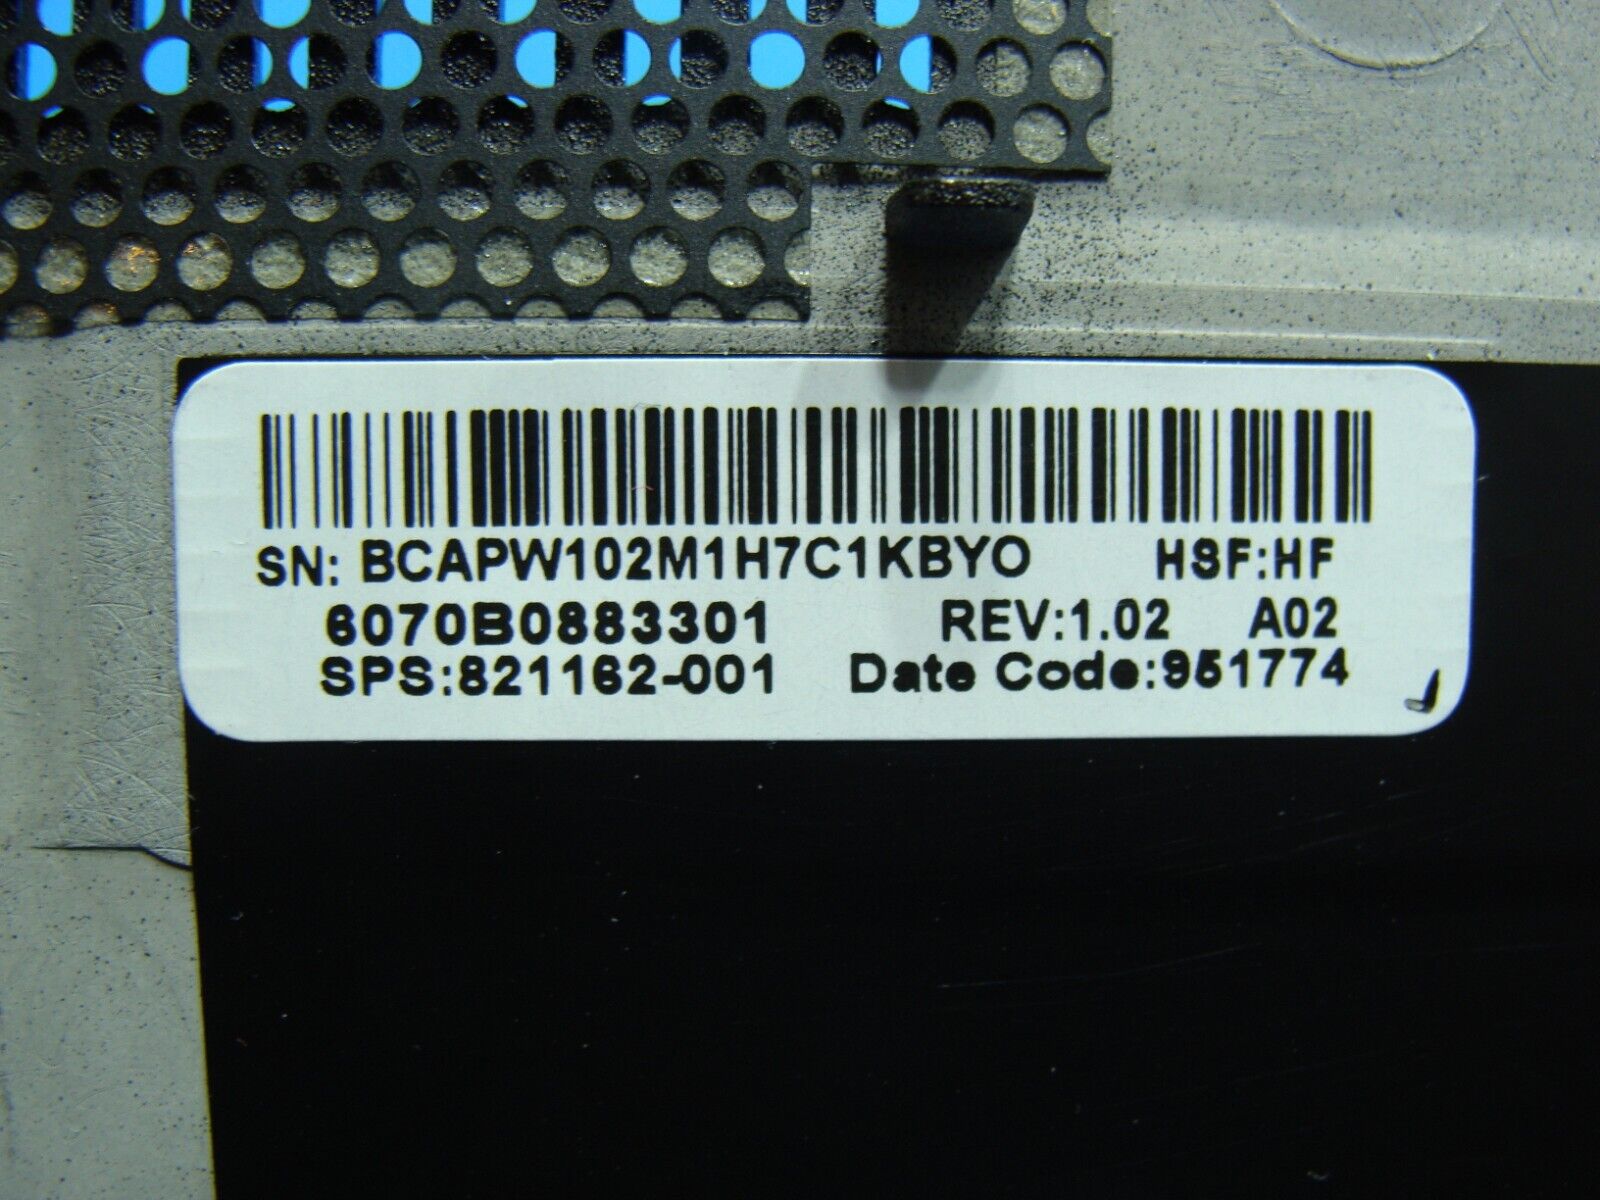 SN: BCAPW102M1H7C1KBYO HSF:HF
6070B0883301 REV:1.02 A02
SPS:821162-001 Date Code:951774